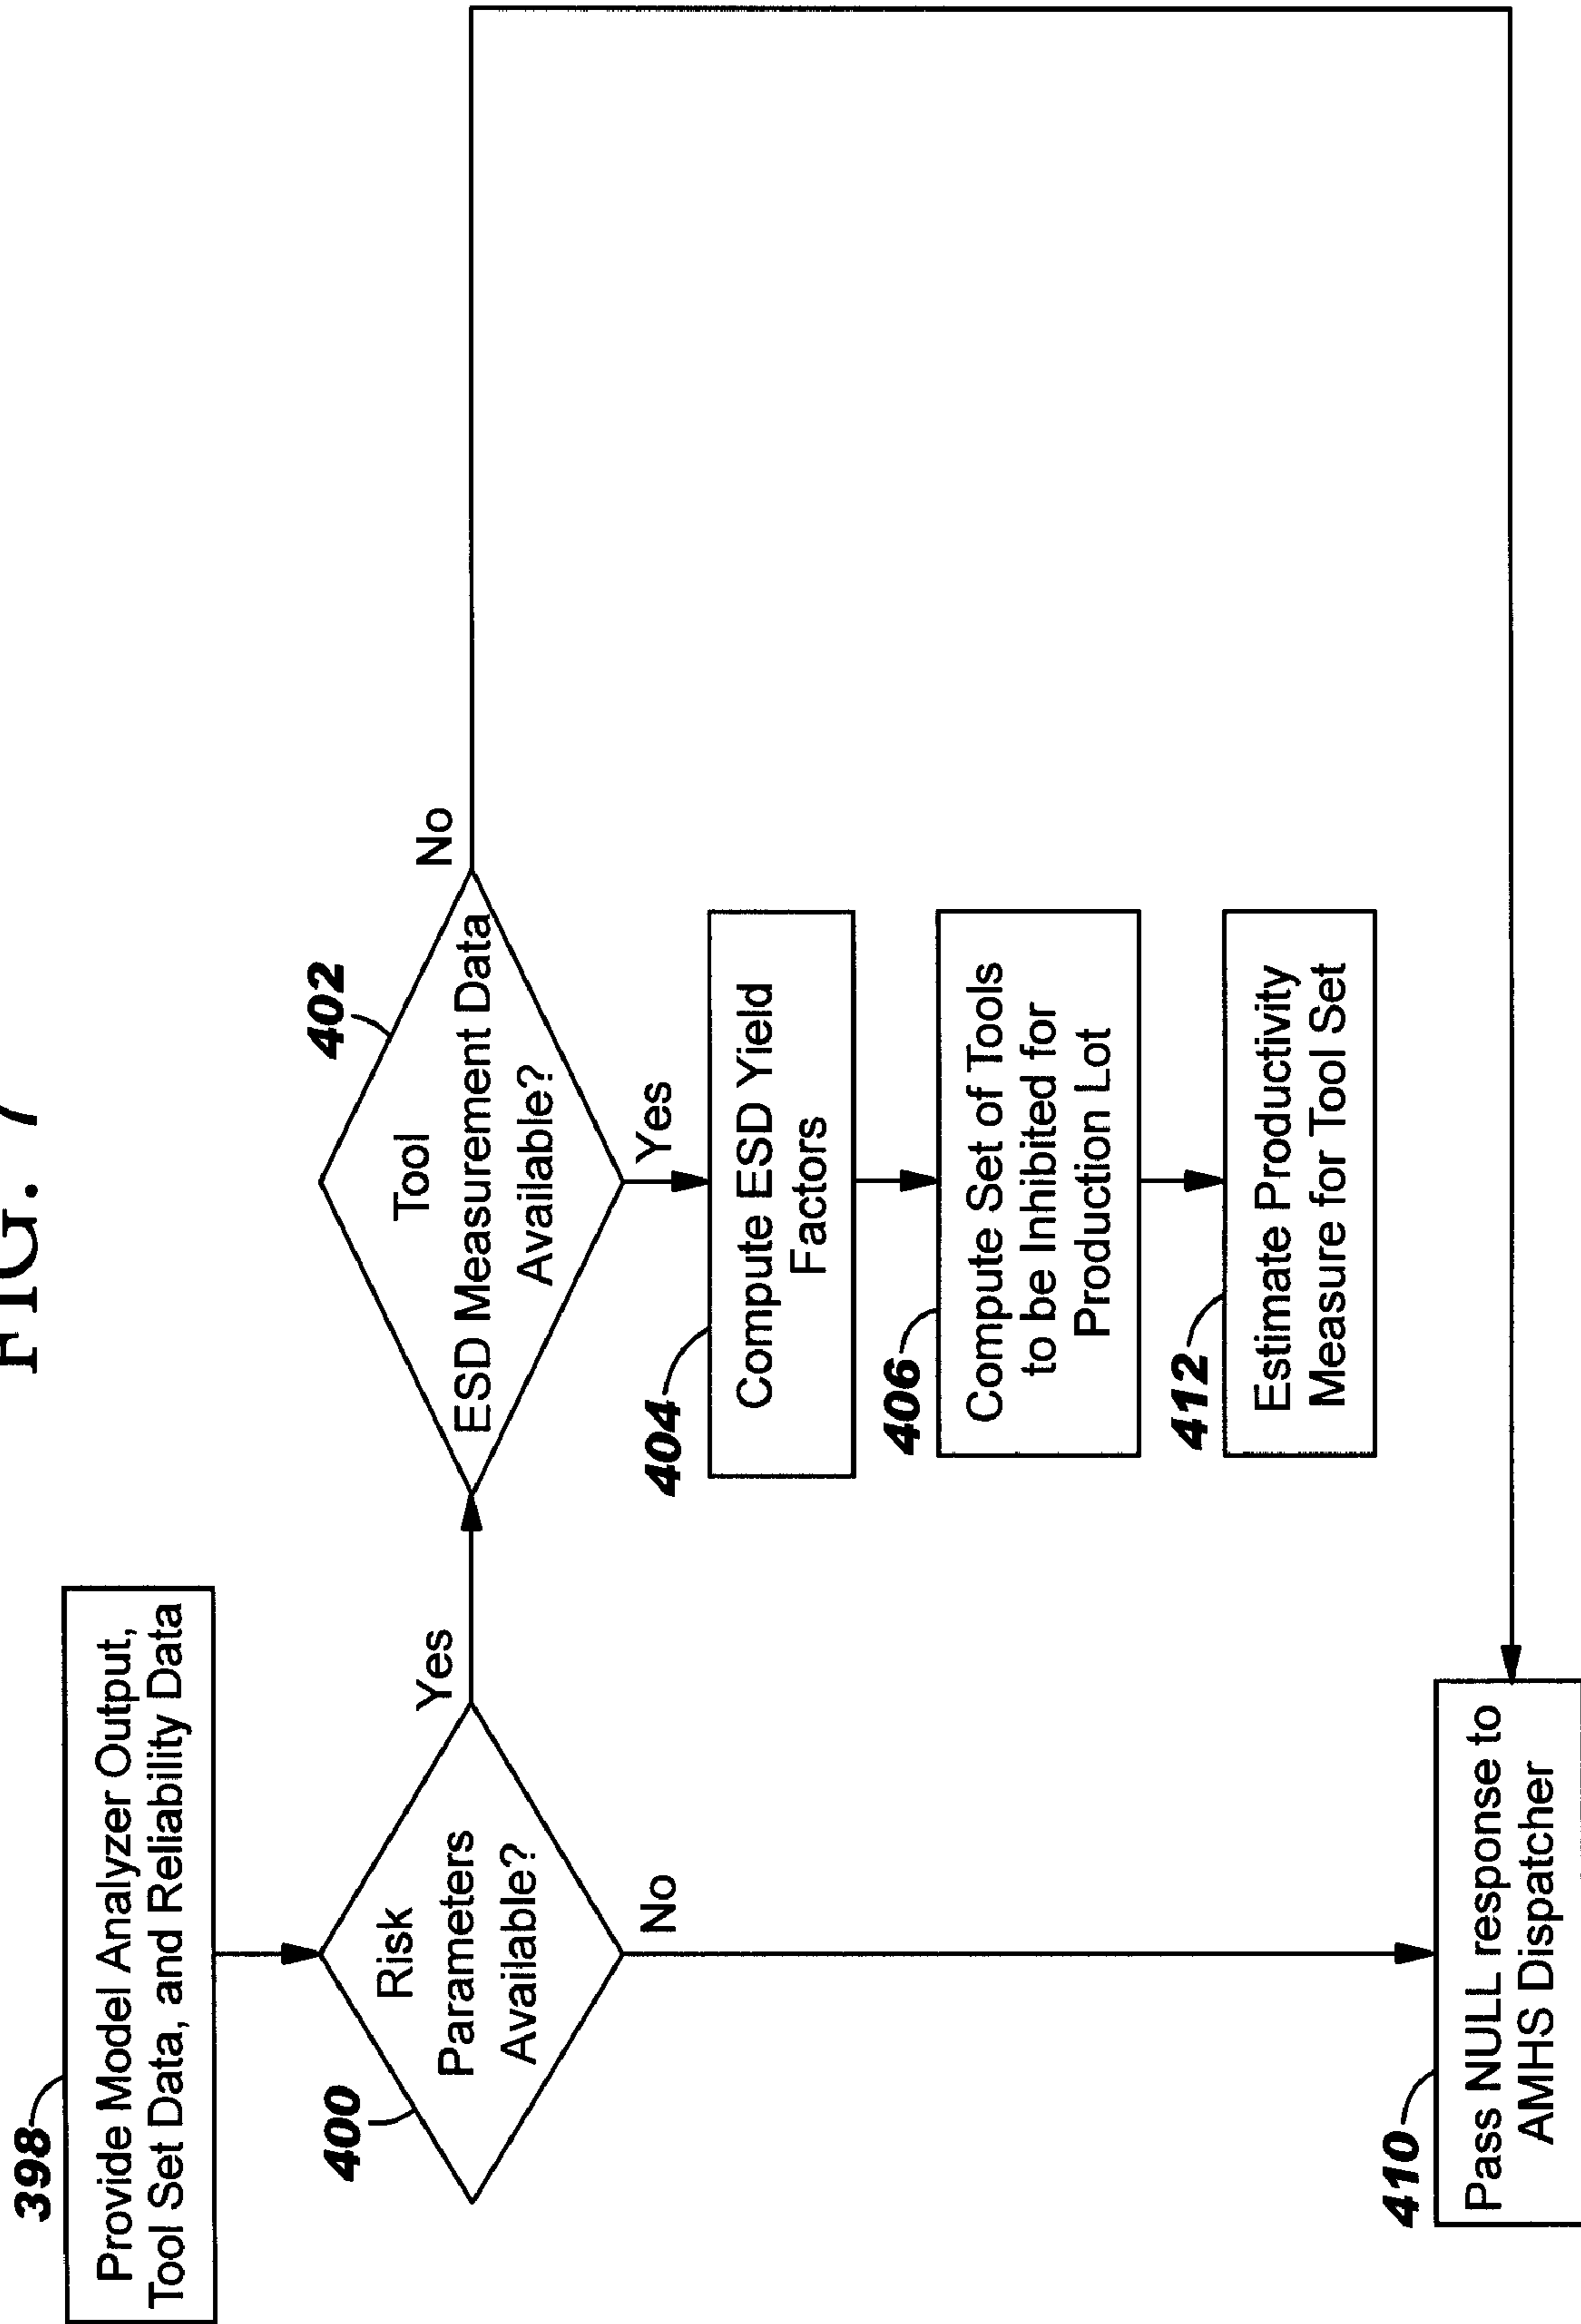 FIG. 7
398
Provide Model Analyzer Output,
Tool Set Data, and Reliability Data
400
Risk
Parameters
Available?
Yes
No
402
Tool
ESD Measurement Data
Available?
No
Yes
404
Compute ESD Yield
Factors
406
Compute Set of Tools
to be Inhibited for
Production Lot
412
Estimate Productivity
Measure for Tool Set
410
Pass NULL response to
AMHS Dispatcher